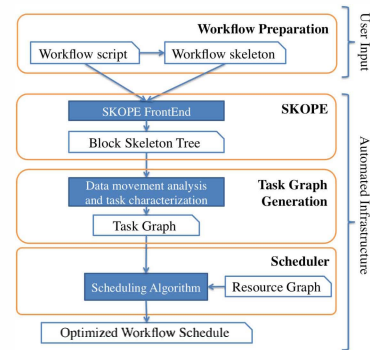 Workflow Preparation
Workflow script
Workflow skeleton
User Input
SKOPE FrontEnd
SKOPE
Block Skeleton Tree
Data movement analysis
and task characterization
Task Graph
Generation
Task Graph
Scheduler
Scheduling Algorithm
Resource Graph
Optimized Workflow Schedule
Automated Infrastructure